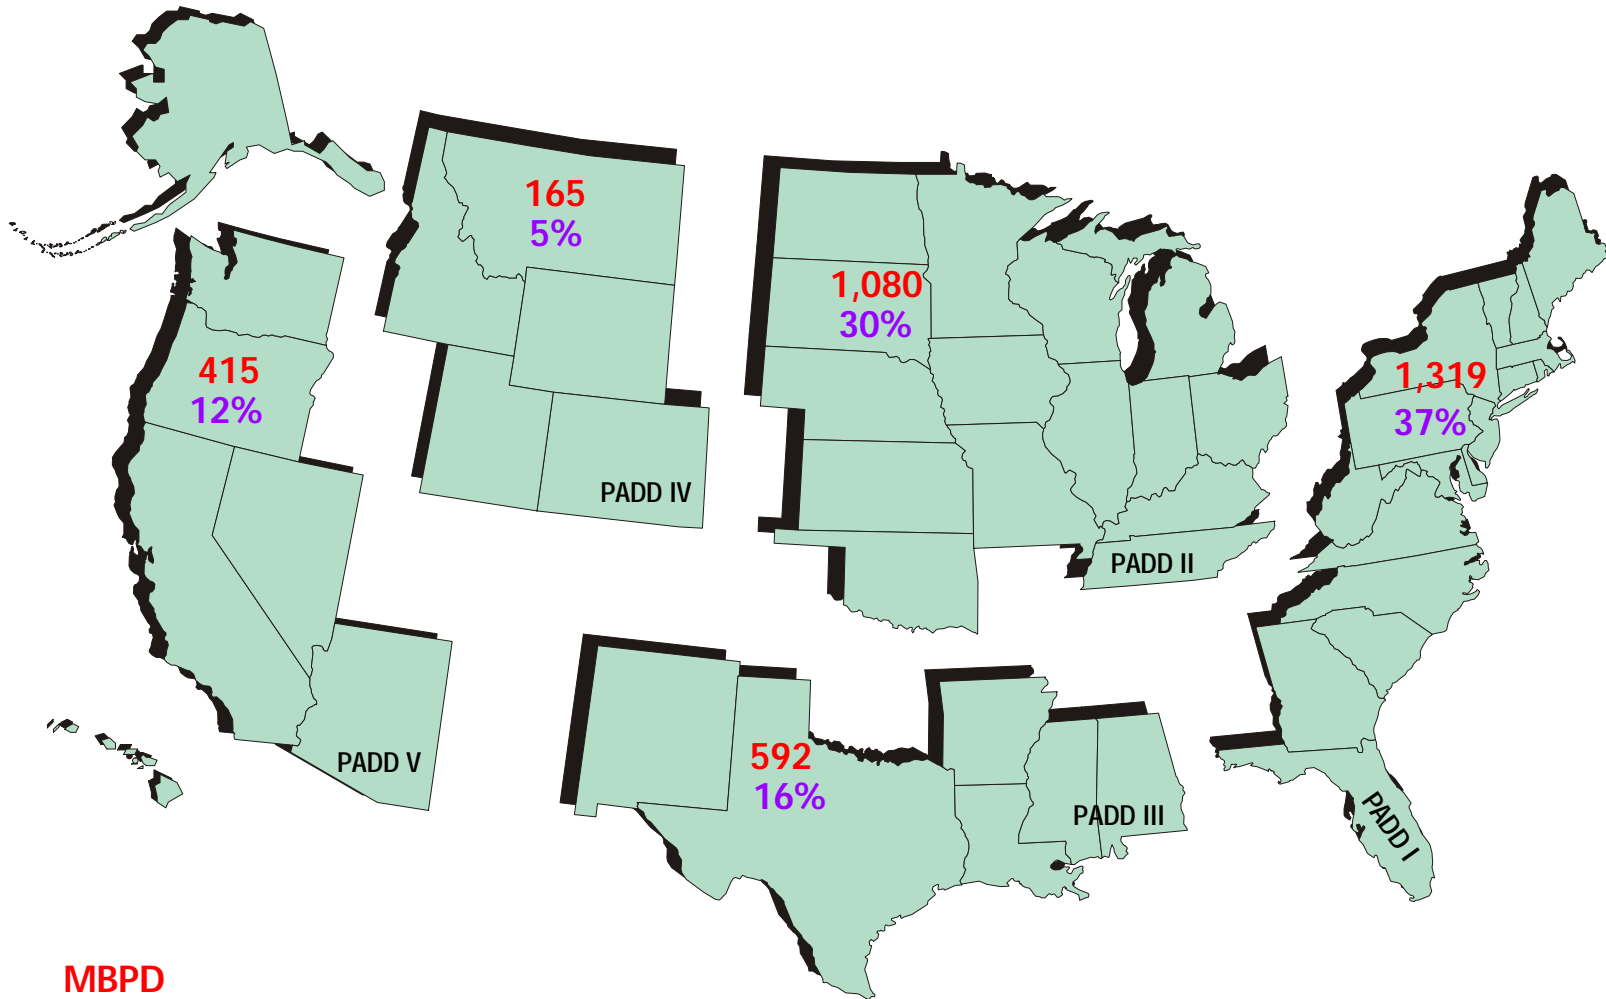 165
5%
1,080
30%
415
12%
1,319
37%
PADD IV
PADD II
592
16%
PADD V
PADD III
PADD I
MBPD